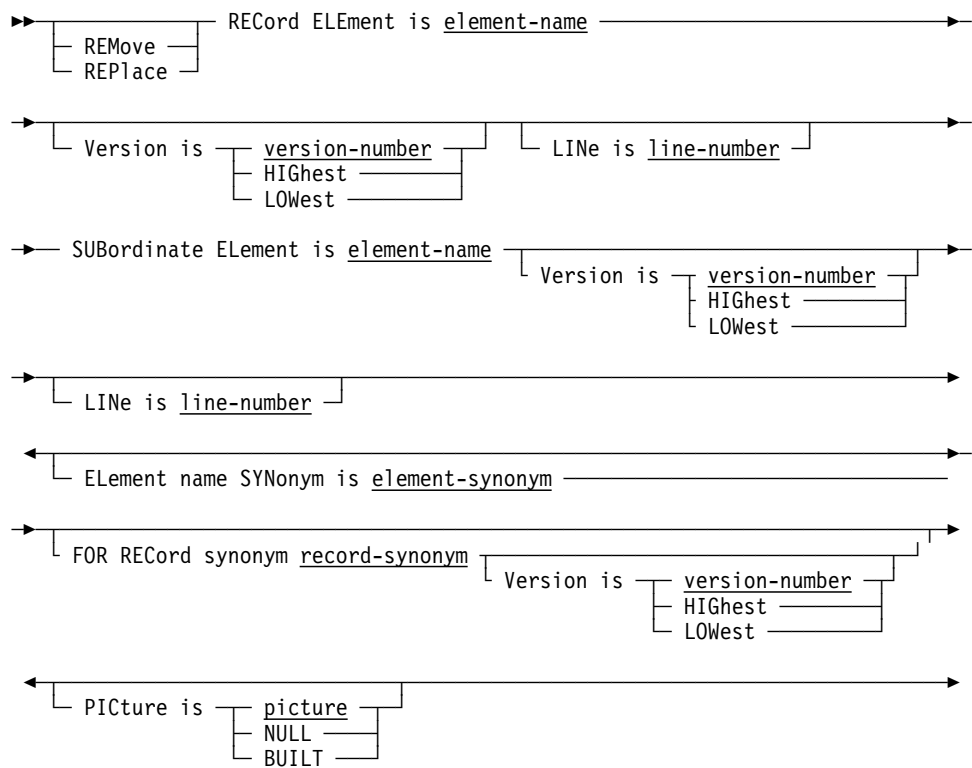 RECord ELEment is element-name
REMove
REPlace
Version is version-number LINe is line-number
HIGhest
LOWest
SUBordinate ELement is element-name
Version is version-number
HIGhest
LOWest
LINe is line-number
ELement name SYNonym is element-synonym
FOR RECord synonym record-synonym
Version is version-number
HIGhest
LOWest
PICture is picture
NULL
BUILT